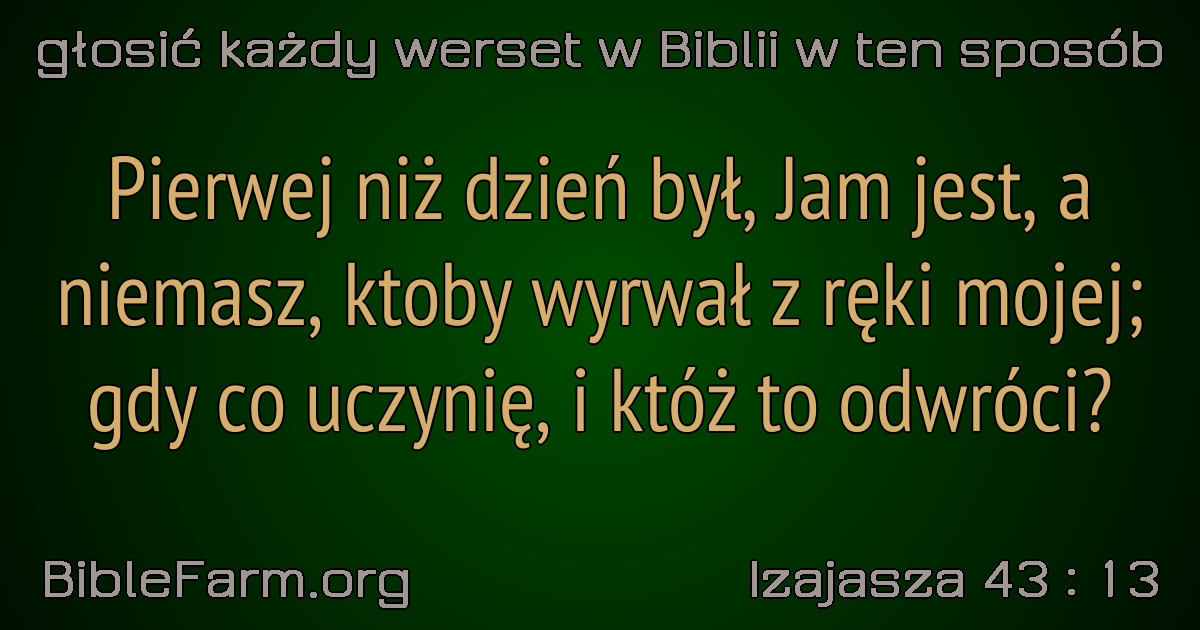 głosić każdy werset w Biblii w ten sposób
Pierwej niż dzień był, Jam jest, a
niemasz, ktoby wyrwał z ręki mojej;
gdy co uczynię, i któż to odwróci?
BibleFarm.org
Izajasza 43 : 13